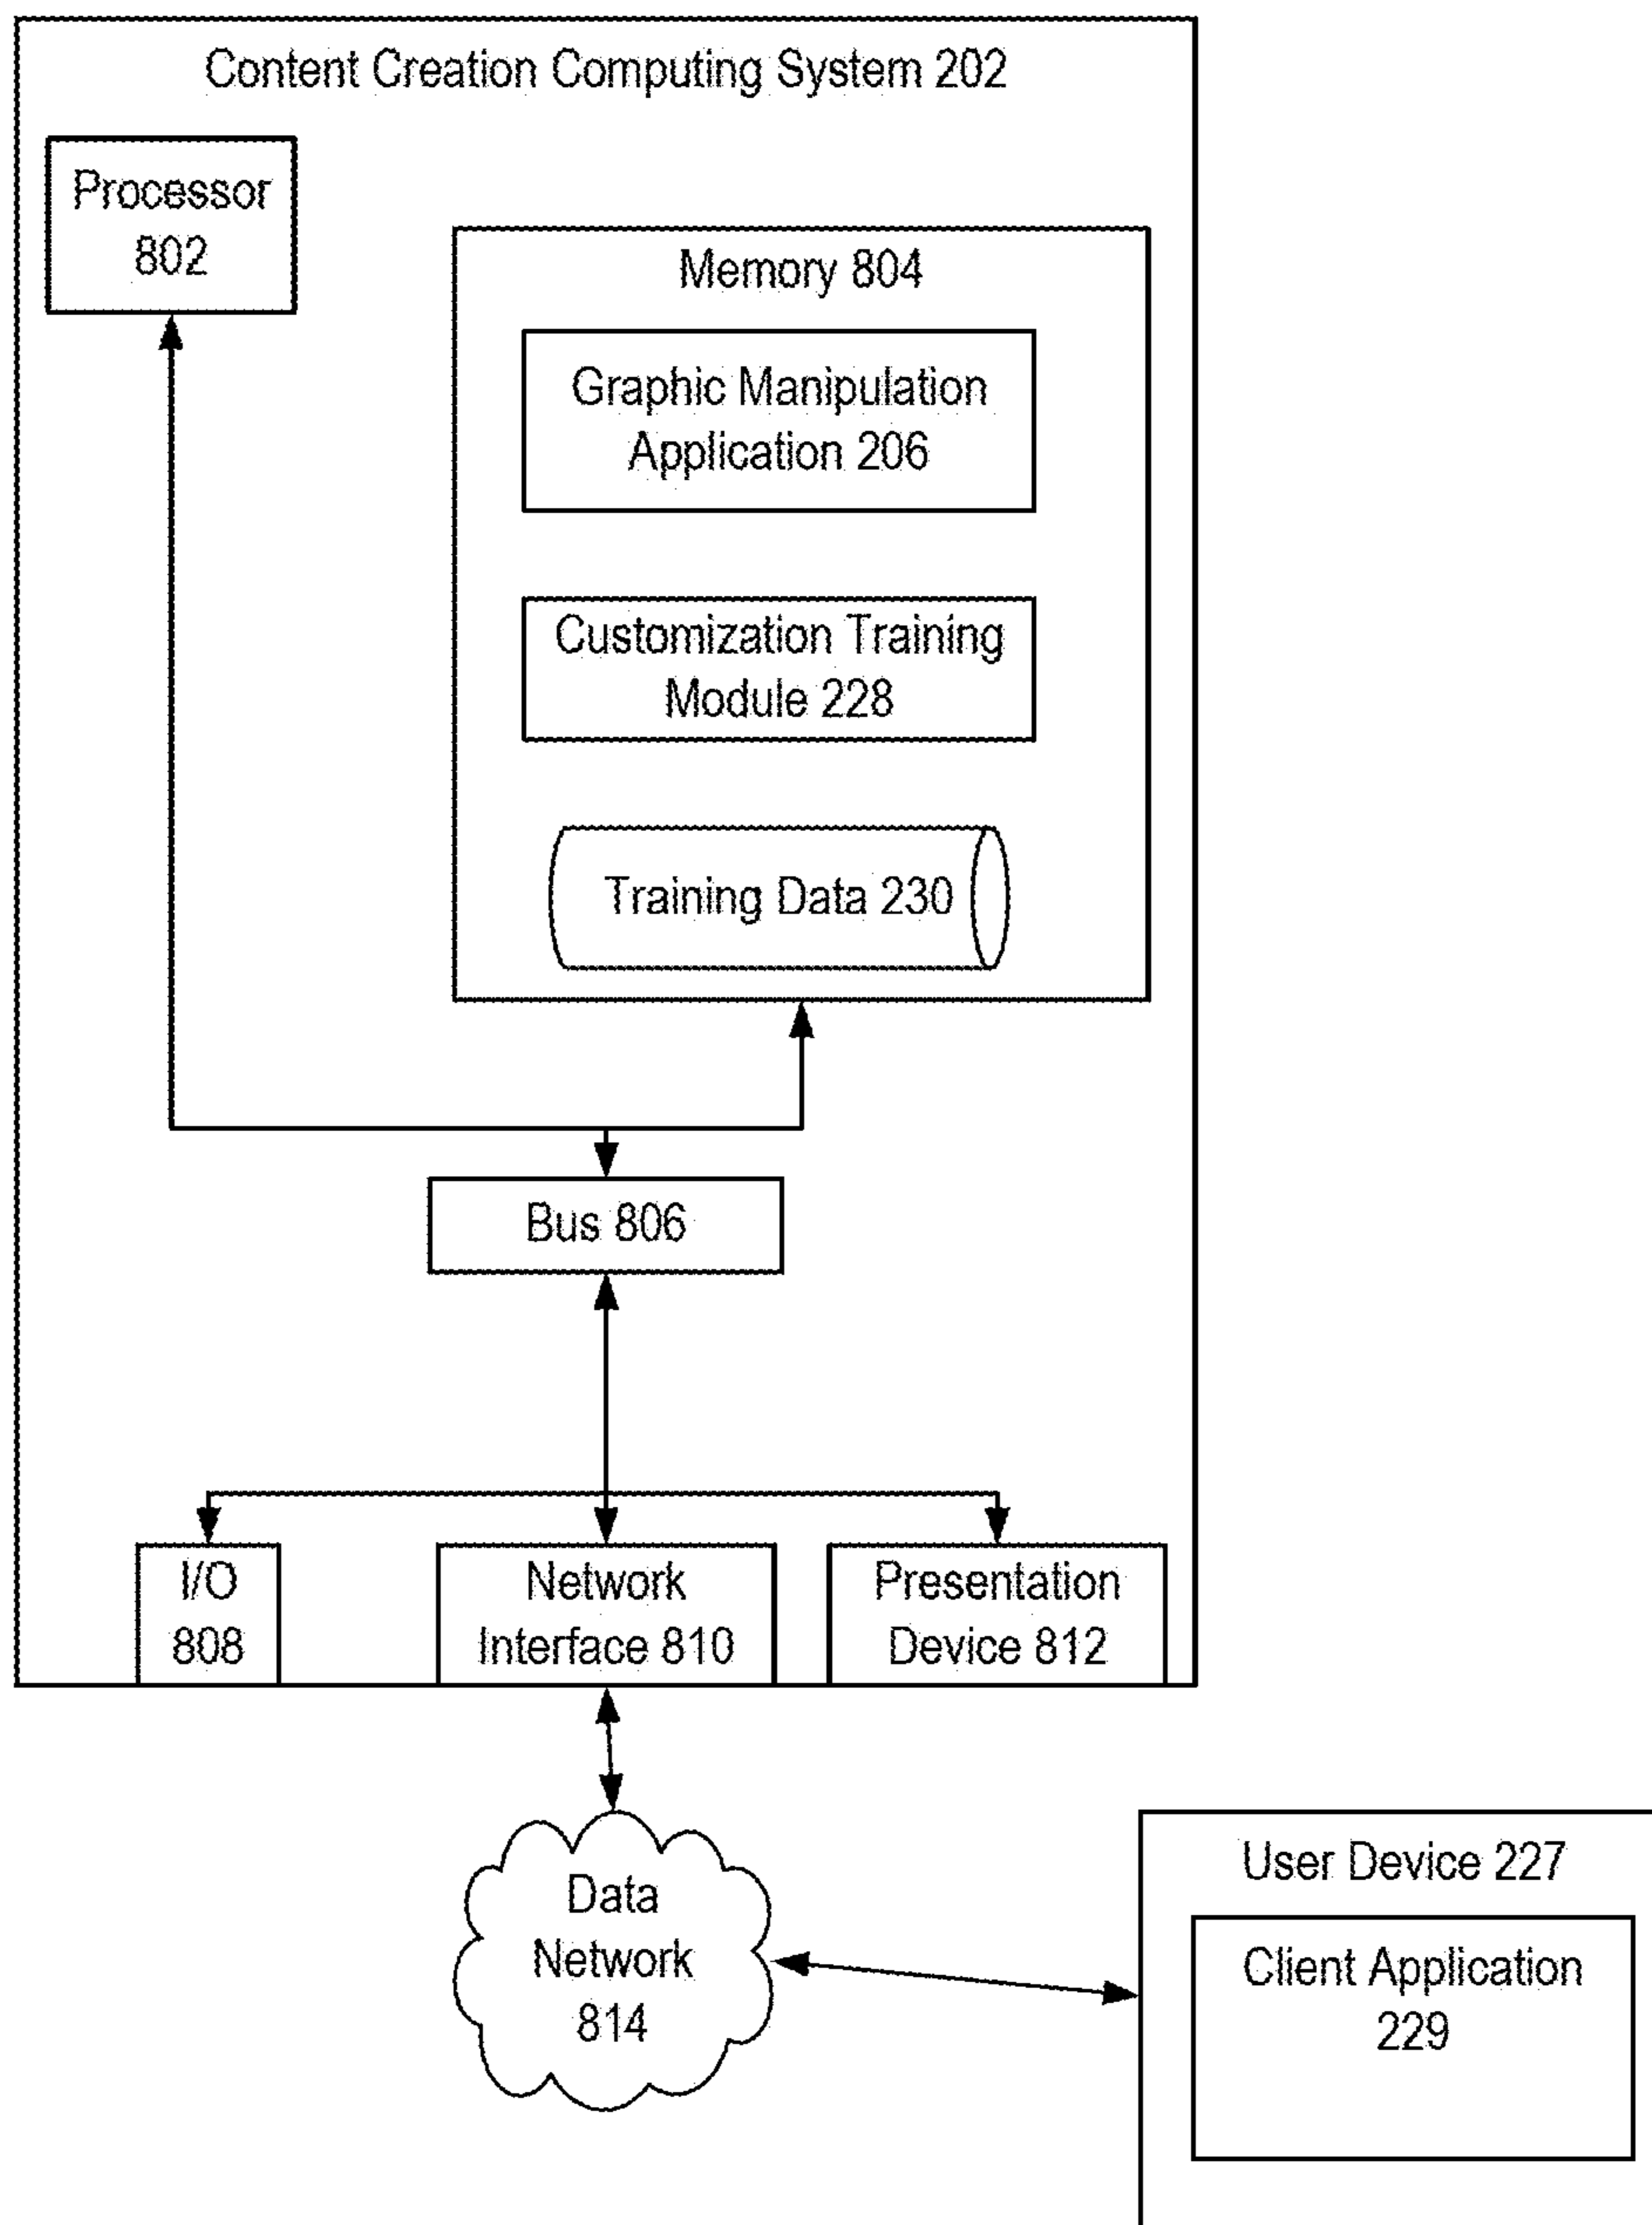 Content Creation Computing System 202
Processor
802
Memory 804
Graphic Manipulation
Application 206
Customization Training
Module 228
Training Data 230
Bus 806
I/O
808
Network
Interface 810
Presentation
Device 812
Data
Network
814
User Device 227
Client Application
229